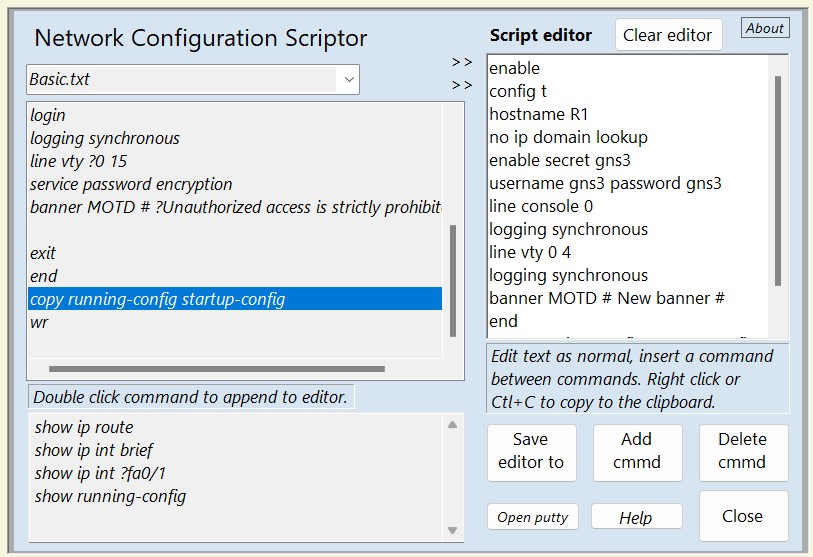 Network Configuration Scriptor
Basic.txt
login
logging synchronous
line vty ?0 15
service password encryption
banner MOTD # ?Unauthorized access is strictly prohibit
exit
end
copy running-config startup-config
wr
Double click command to append to editor.
show ip route
show ip int brief
show ip int ?fa0/1
show running-config
>>
>>
Script editor
Clear editor
About
enable
config t
hostname R1
no ip domain lookup
enable secret gns3
username gns3 password gns3
line console 0
logging synchronous
line vty 0 4
logging synchronous
banner MOTD # New banner #
end
Edit text as normal, insert a command
between commands. Right click or
Ctl+C to copy to the clipboard.
Save
editor to
Add
cmmd
Delete
cmmd
Open putty
Help
Close